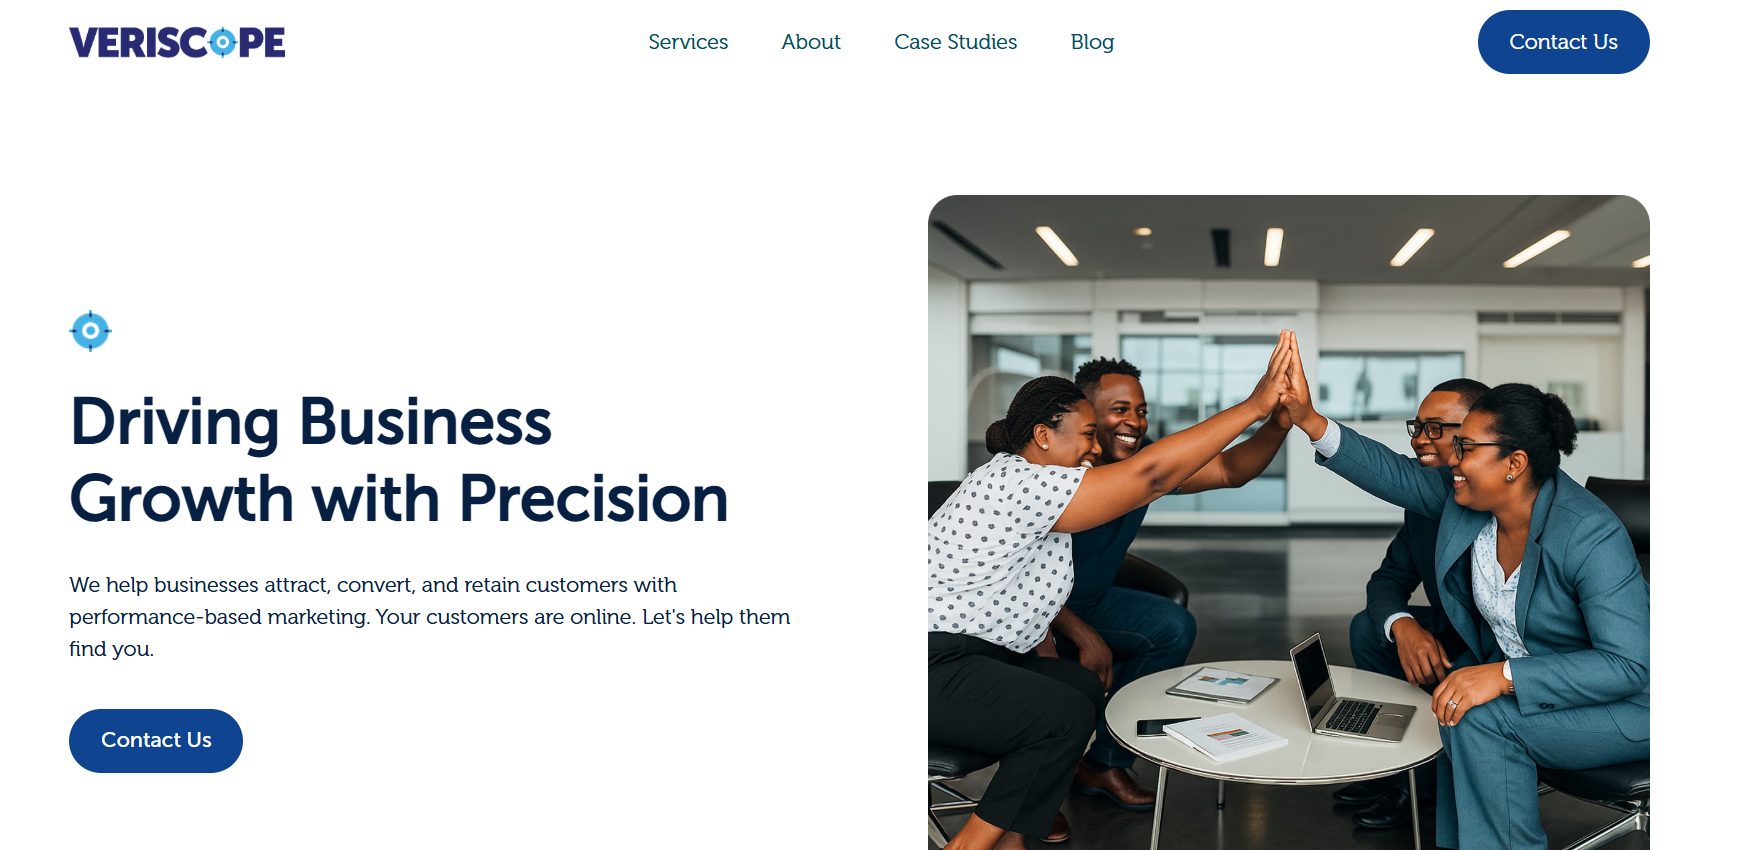 VERISCOPE
Services
About
Case Studies
Blog
Contact Us
Driving Business
Growth with Precision
We help businesses attract, convert, and retain customers with
performance-based marketing. Your customers are online. Let's help them
find you.
Contact Us